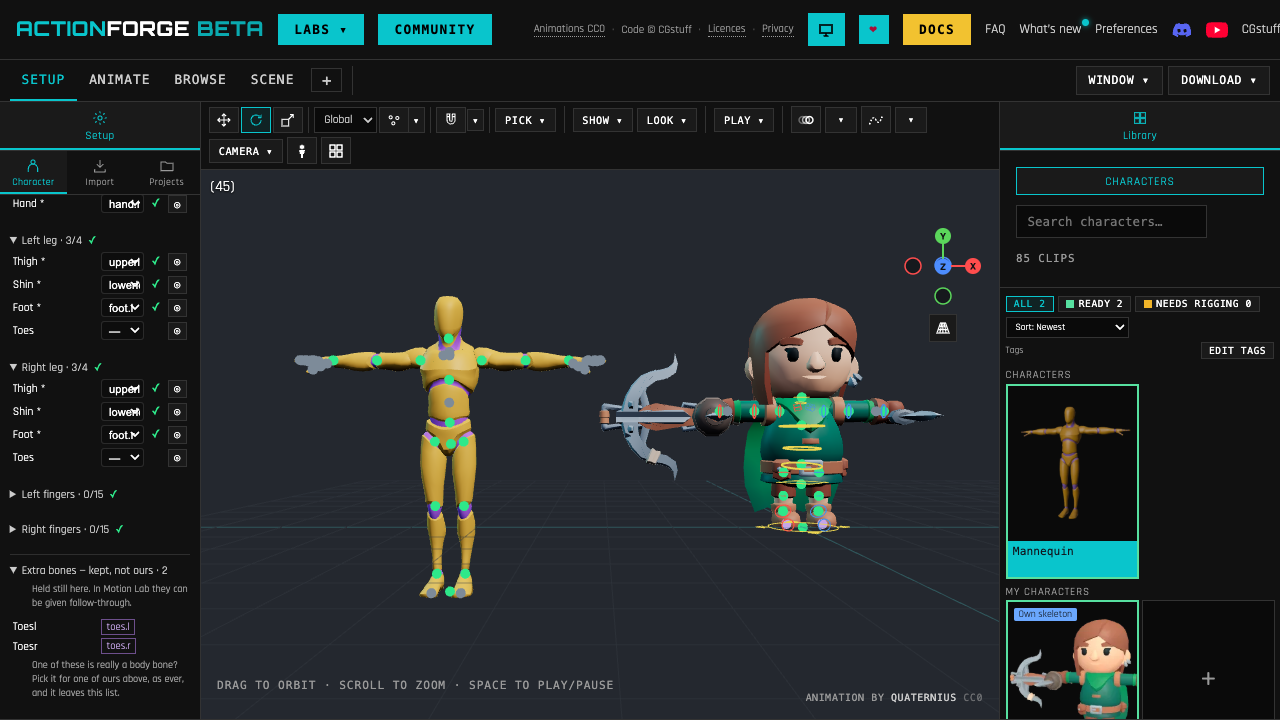 ACTIONFORGE BETA
LABS ▾
COMMUNITY
Animations CC0 · Code © CGstuff · Licences · Privacy
DOCS
FAQ
What's new
Preferences
CGstuff
SETUP
ANIMATE
BROWSE
SCENE
+
WINDOW ▾
DOWNLOAD ▾
Setup
Character
Import
Projects
Global
PICK ▾
SHOW ▾
LOOK ▾
PLAY ▾
CAMERA ▾
Library
CHARACTERS
Search characters…
85 CLIPS
ALL 2
READY 2
NEEDS RIGGING 0
Sort: Newest
Tags
EDIT TAGS
CHARACTERS
Mannequin
MY CHARACTERS
Own skeleton
+
Hand *
▼ Left leg · 3/4 ✓
Thigh *
Shin *
Foot *
Toes —
▼ Right leg · 3/4 ✓
Thigh *
Shin *
Foot *
Toes —
▶ Left fingers · 0/15 ✓
▶ Right fingers · 0/15 ✓
▼ Extra bones — kept, not ours · 2
Held still here. In Motion Lab they can
be given follow-through.
Toesl toes.l
Toesr toes.r
One of these is really a body bone?
Pick it for one of ours above, as ever,
and it leaves this list.
(45)
Y
Z
X
DRAG TO ORBIT · SCROLL TO ZOOM · SPACE TO PLAY/PAUSE
ANIMATION BY QUATERNIUS CC0